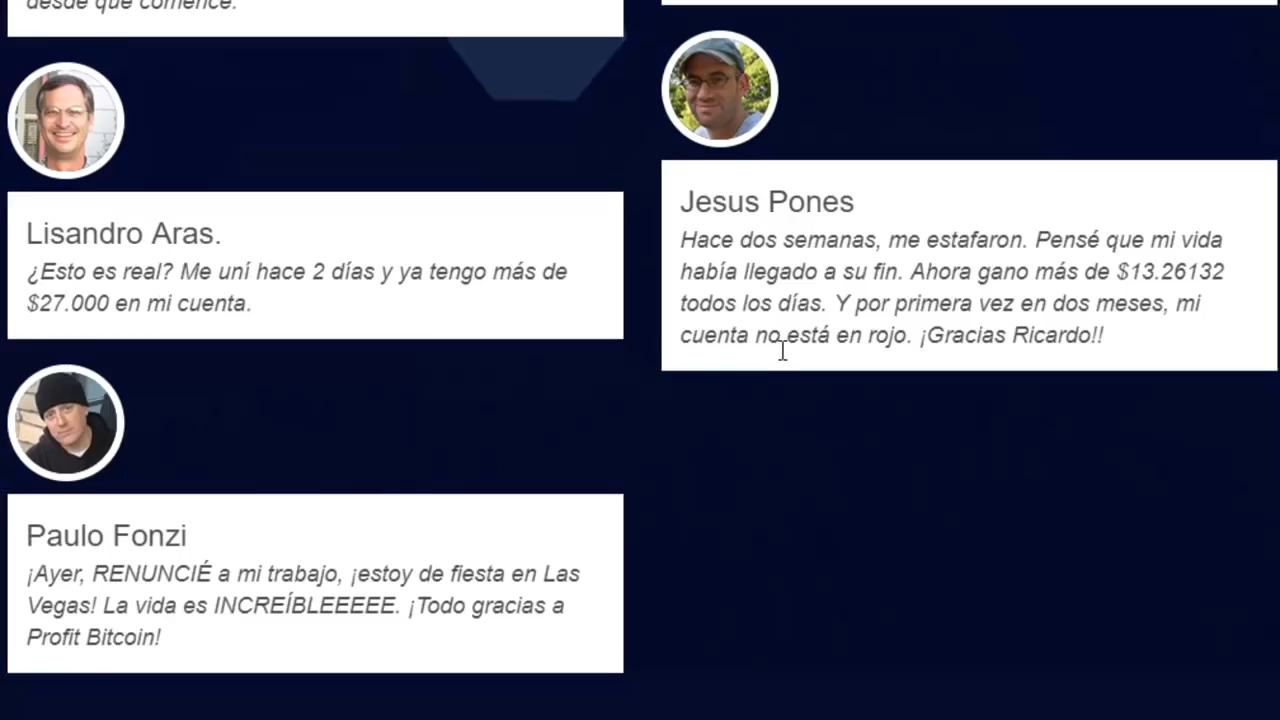 desde que comencé.
Lisandro Aras.
¿Esto es real? Me uní hace 2 días y ya tengo más de
$27.000 en mi cuenta.
Paulo Fonzi
¡Ayer, RENUNCIÉ a mi trabajo, ¡estoy de fiesta en Las
Vegas! La vida es INCREÍBLEEEEE. ¡Todo gracias a
Profit Bitcoin!
Jesus Pones
Hace dos semanas, me estafaron. Pensé que mi vida
había llegado a su fin. Ahora gano más de $13.26132
todos los días. Y por primera vez en dos meses, mi
cuenta no está en rojo. ¡Gracias Ricardo!!